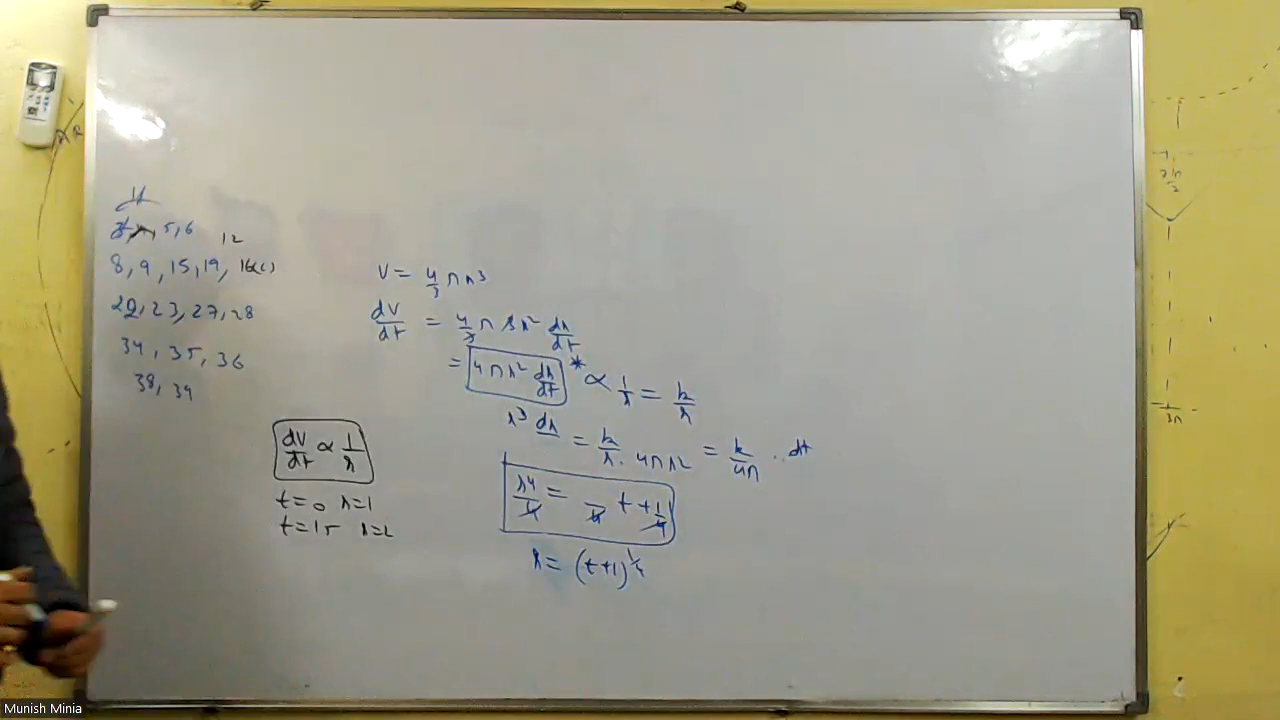 5, 6
12
8, 9, 15, 19, 16(c)
22, 23, 27, 28
34, 35, 36
38, 39
V = 4/3 π r³
dV/dt = 4/3 π 3r² dr/dt
= 4πr² dr/dt * ∝ 1/r = k/r
r³ dr = k/r · 4πr² = k/4π .. dt
r⁴/4 = /4 t + 1/4
r = (t+1)^1/4
dV/dt ∝ 1/r
t=0 r=1
t=15 r=2
Munish Minia